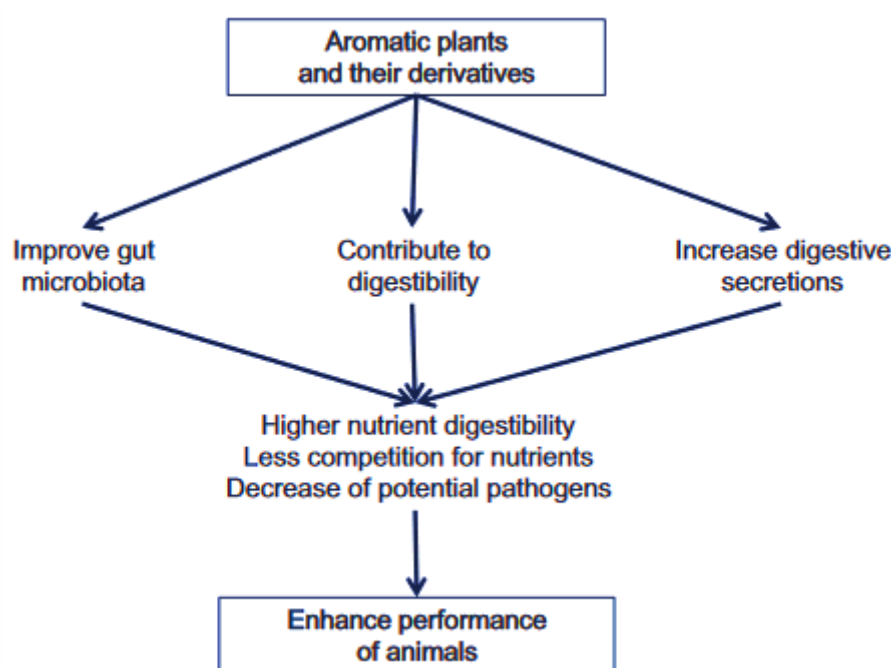 Aromatic plants
and their derivatives
Improve gut
microbiota
Contribute to
digestibility
Increase digestive
secretions
Higher nutrient digestibility
Less competition for nutrients
Decrease of potential pathogens
Enhance performance
of animals